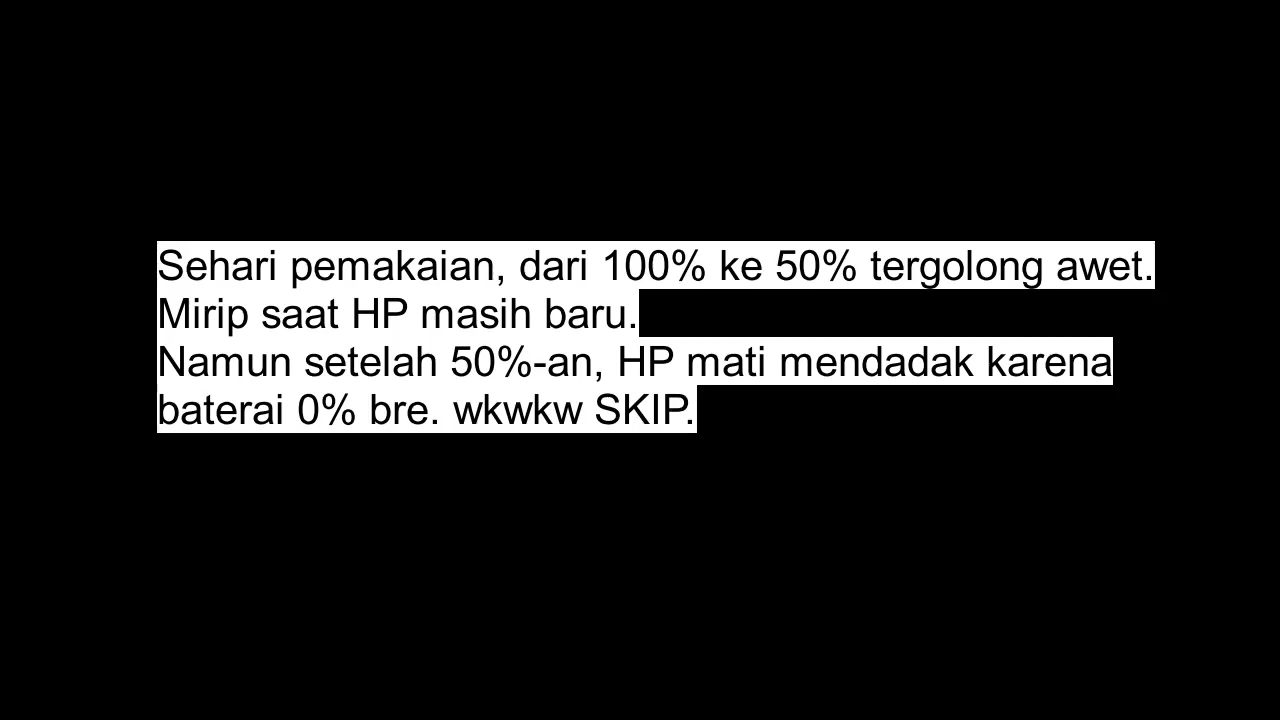 Sehari pemakaian, dari 100% ke 50% tergolong awet.
Mirip saat HP masih baru.
Namun setelah 50%-an, HP mati mendadak karena
baterai 0% bre. wkwkw SKIP.